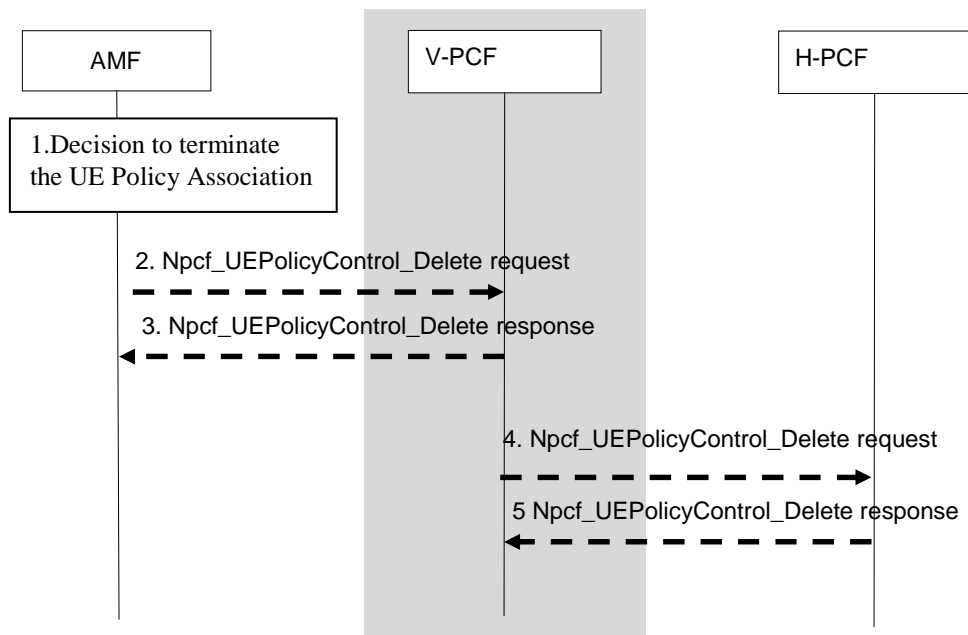 AMF
V-PCF
H-PCF
1.Decision to terminate
the UE Policy Association
2. Npcf_UEPolicyControl_Delete request
3. Npcf_UEPolicyControl_Delete response
4. Npcf_UEPolicyControl_Delete request
5 Npcf_UEPolicyControl_Delete response